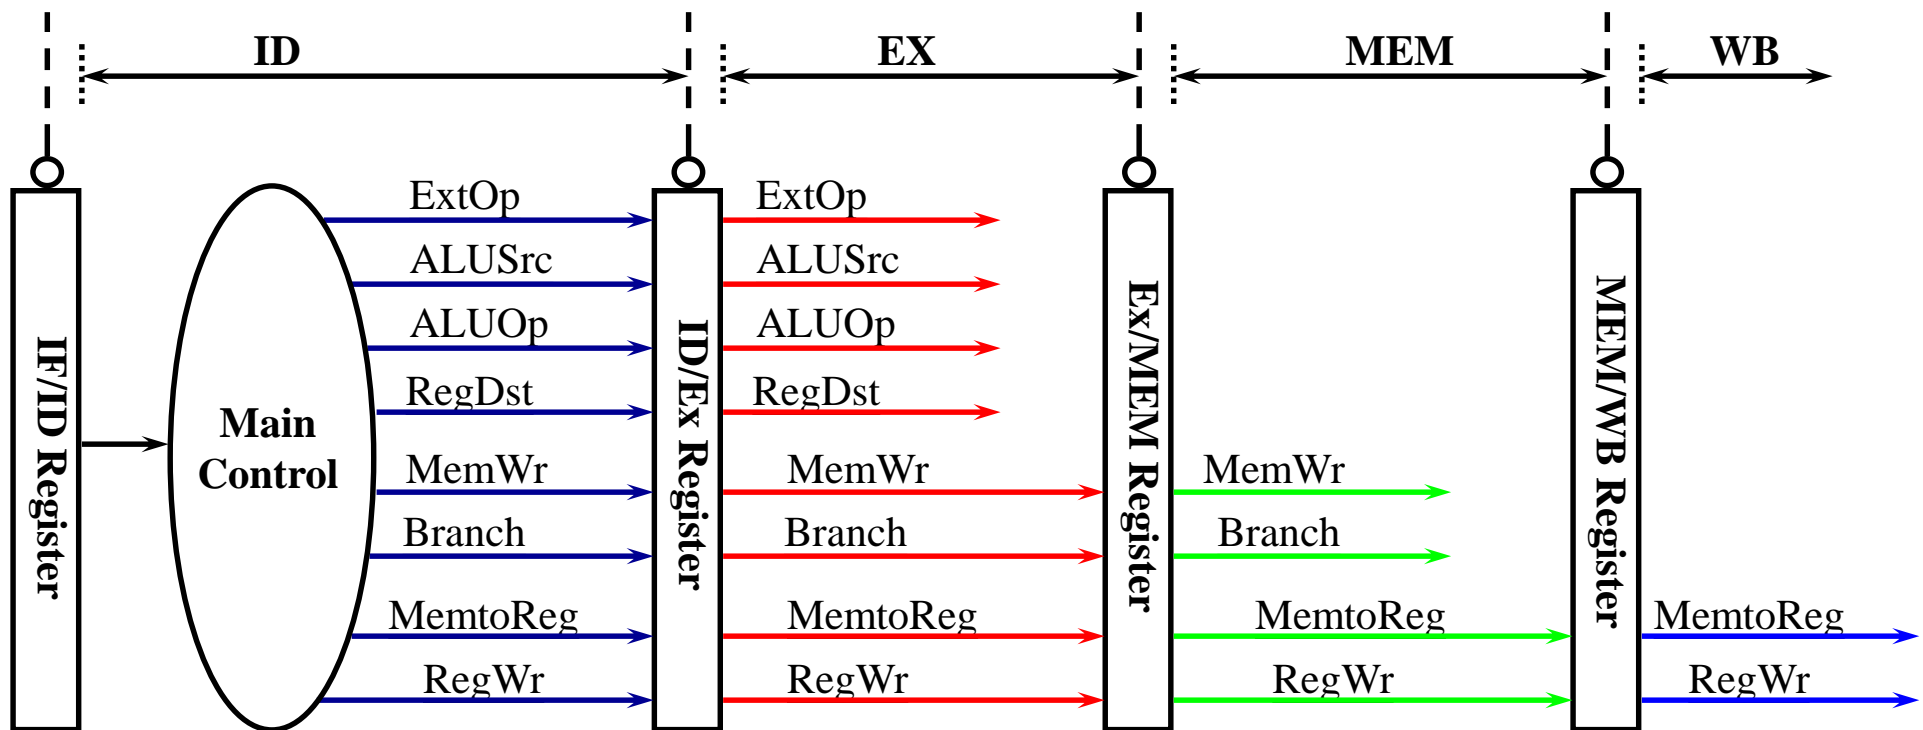 ID
EX
MEM
WB
IF/ID Register
Main
Control
ExtOp
ALUSrc
ALUOp
RegDst
MemWr
Branch
MemtoReg
RegWr
ID/Ex Register
ExtOp
ALUSrc
ALUOp
RegDst
MemWr
Branch
MemtoReg
RegWr
Ex/MEM Register
MemWr
Branch
MemtoReg
RegWr
MEM/WB Register
MemtoReg
RegWr